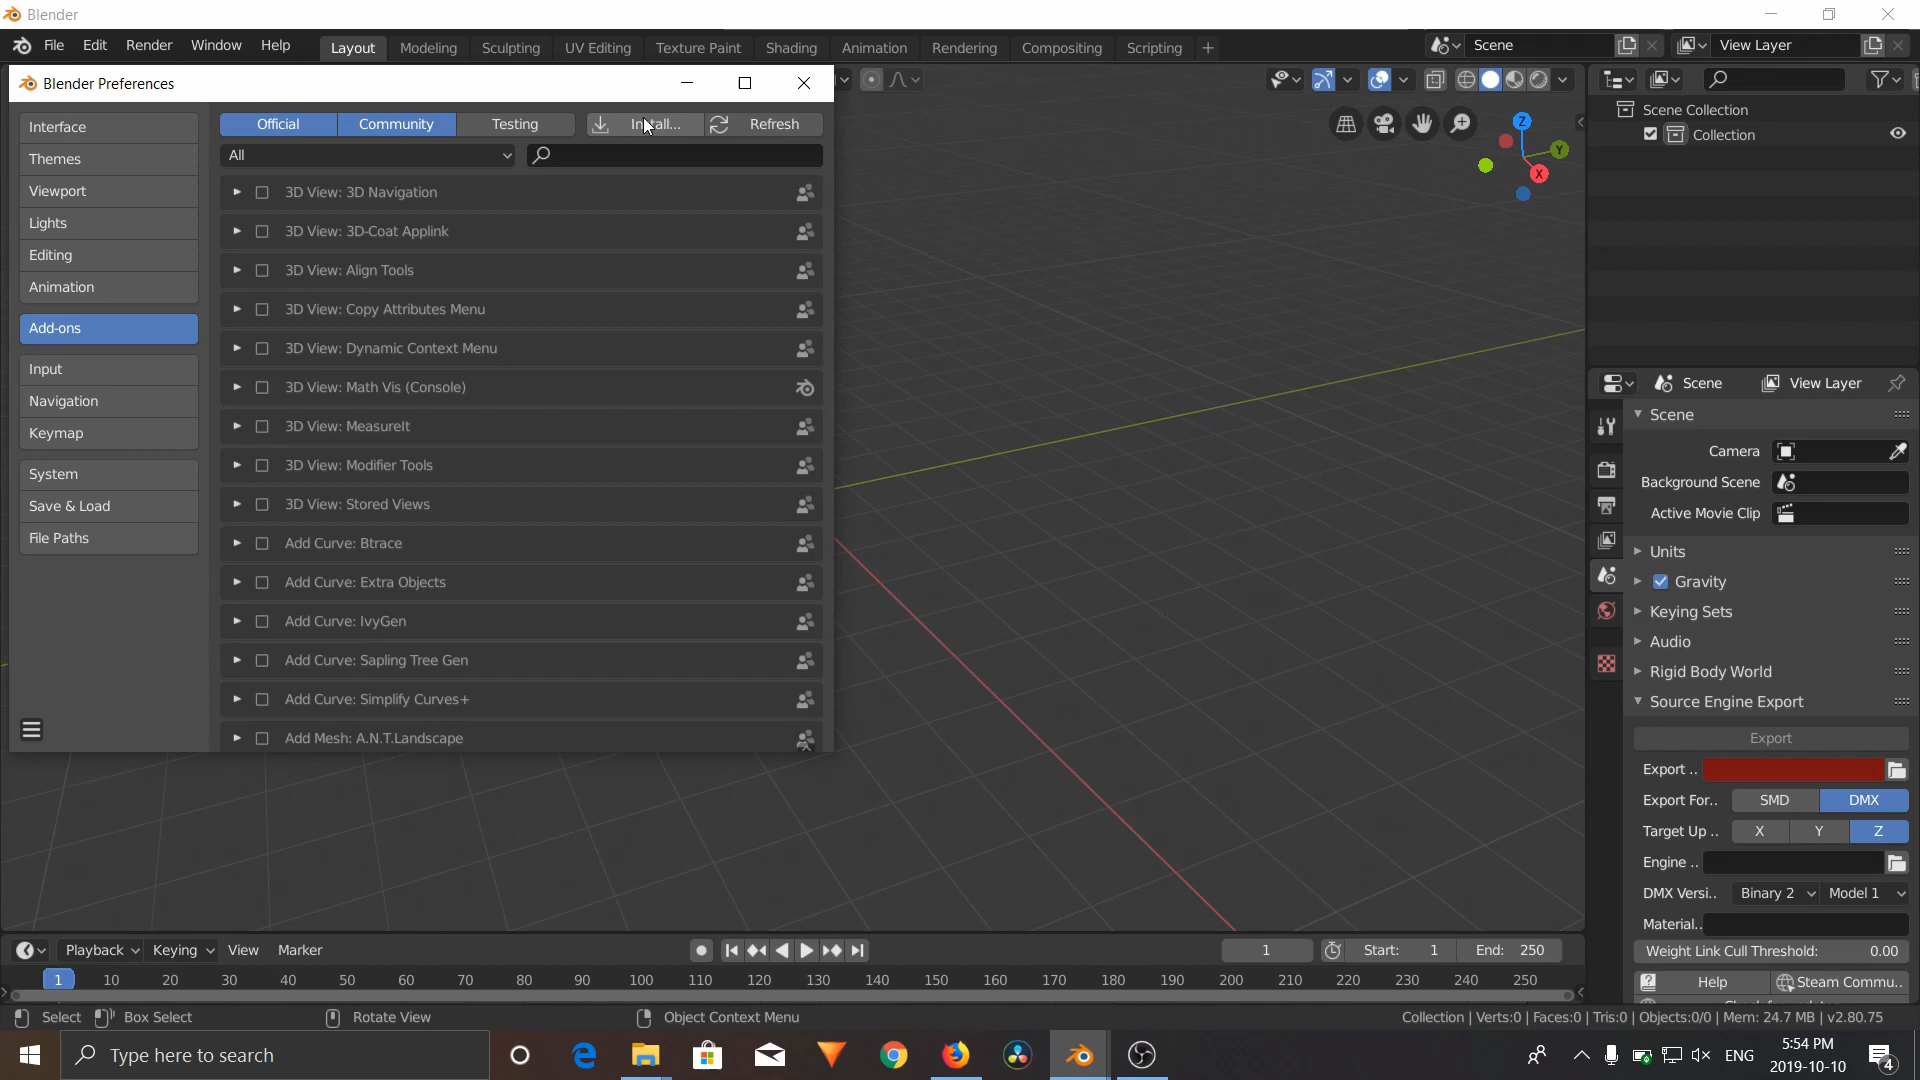 Blender
File Edit Render Window Help Layout Modeling Sculpting UV Editing Texture Paint Shading Animation Rendering Compositing Scripting + Scene View Layer
Blender Preferences
Interface
Themes
Viewport
Lights
Editing
Animation
Add-ons
Input
Navigation
Keymap
System
Save & Load
File Paths
Official Community Testing Install... Refresh
All
3D View: 3D Navigation
3D View: 3D-Coat Applink
3D View: Align Tools
3D View: Copy Attributes Menu
3D View: Dynamic Context Menu
3D View: Math Vis (Console)
3D View: MeasureIt
3D View: Modifier Tools
3D View: Stored Views
Add Curve: Btrace
Add Curve: Extra Objects
Add Curve: IvyGen
Add Curve: Sapling Tree Gen
Add Curve: Simplify Curves+
Add Mesh: A.N.T.Landscape
Z
Y
X
Scene Collection
Collection
Scene View Layer
Scene
Camera
Background Scene
Active Movie Clip
Units
Gravity
Keying Sets
Audio
Rigid Body World
Source Engine Export
Export
Export ..
Export For.. SMD DMX
Target Up .. X Y Z
Engine ..
DMX Versi.. Binary 2 Model 1
Material..
Weight Link Cull Threshold: 0.00
Help Steam Commu..
Playback Keying View Marker 1 Start: 1 End: 250
1 10 20 30 40 50 60 70 80 90 100 110 120 130 140 150 160 170 180 190 200 210 220 230 240 250
Select Box Select Rotate View Object Context Menu Collection | Verts:0 | Faces:0 | Tris:0 | Objects:0/0 | Mem: 24.7 MB | v2.80.75
Type here to search ENG 5:54 PM
2019-10-10 4